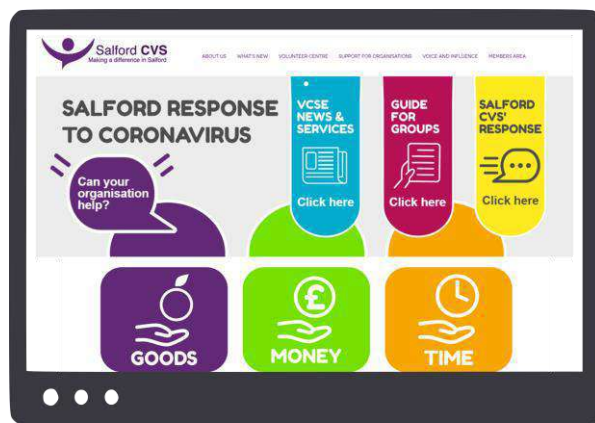 Salford CVS
Making a difference in Salford
ABOUT US WHAT'S NEW VOLUNTEER CENTRE SUPPORT FOR ORGANISATIONS VOICE AND INFLUENCE MEMBERS AREA
SALFORD RESPONSE
TO CORONAVIRUS
Can your
organisation
help?
VCSE
NEWS &
SERVICES
Click here
GUIDE
FOR
GROUPS
Click here
SALFORD
CVS'
RESPONSE
Click here
GOODS
£
MONEY
TIME